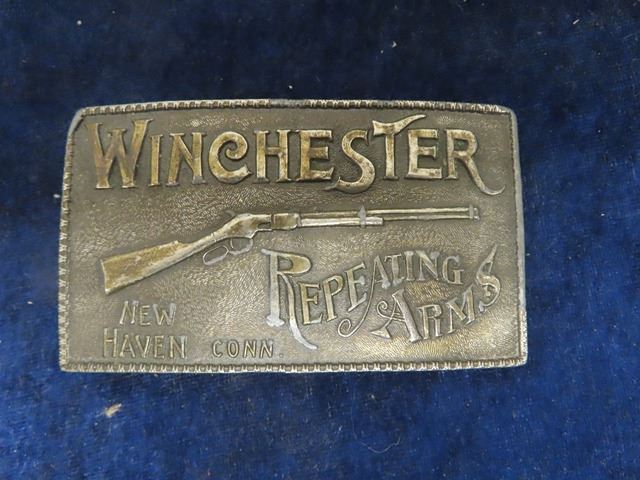 WINCHESTER
REPEATING
ARMS
NEW
HAVEN CONN.